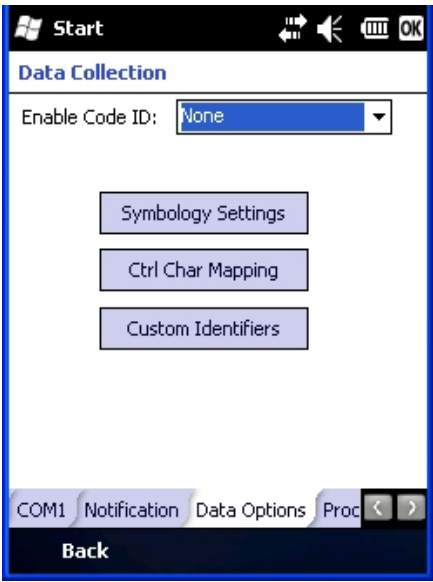 Start OK
Data Collection
Enable Code ID: None
Symbology Settings
Ctrl Char Mapping
Custom Identifiers
COM1 Notification Data Options Proc
Back